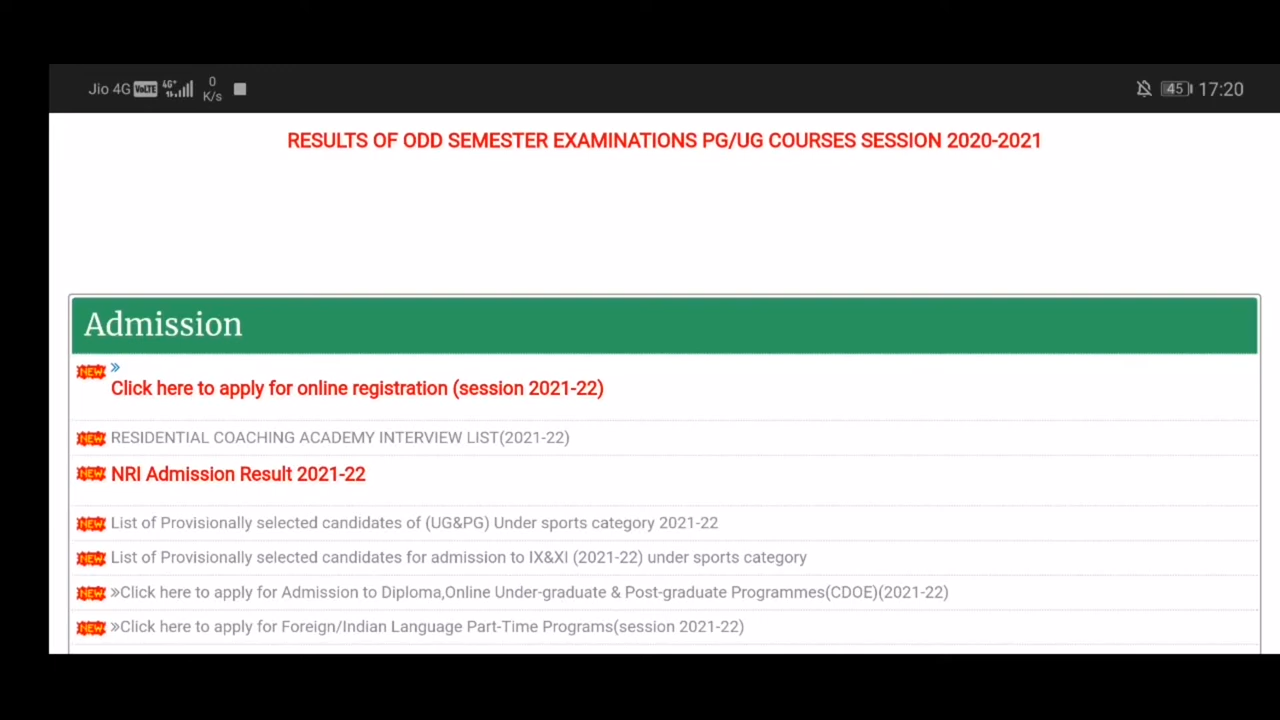 Jio 4G VoLTE 4G+ 0 K/s 45 17:20
RESULTS OF ODD SEMESTER EXAMINATIONS PG/UG COURSES SESSION 2020-2021
Admission
NEW »
Click here to apply for online registration (session 2021-22)
NEW RESIDENTIAL COACHING ACADEMY INTERVIEW LIST(2021-22)
NEW NRI Admission Result 2021-22
NEW List of Provisionally selected candidates of (UG&PG) Under sports category 2021-22
NEW List of Provisionally selected candidates for admission to IX&XI (2021-22) under sports category
NEW »Click here to apply for Admission to Diploma,Online Under-graduate & Post-graduate Programmes(CDOE)(2021-22)
NEW »Click here to apply for Foreign/Indian Language Part-Time Programs(session 2021-22)